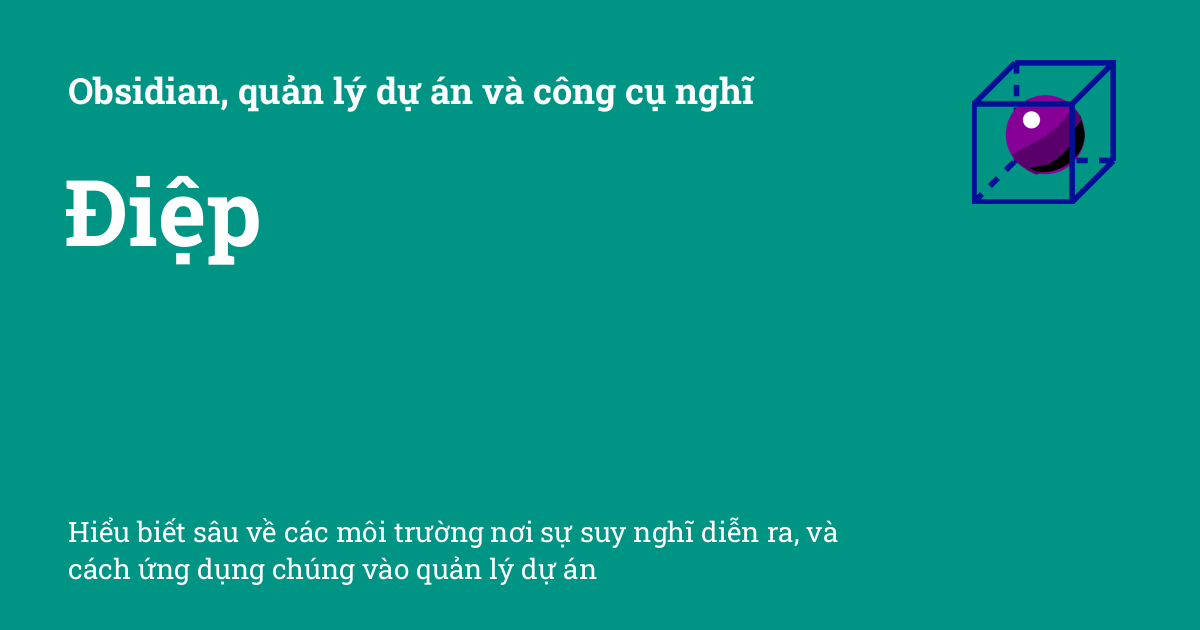 Obsidian, quản lý dự án và công cụ nghĩ
Điệp
Hiểu biết sâu về các môi trường nơi sự suy nghĩ diễn ra, và
cách ứng dụng chúng vào quản lý dự án